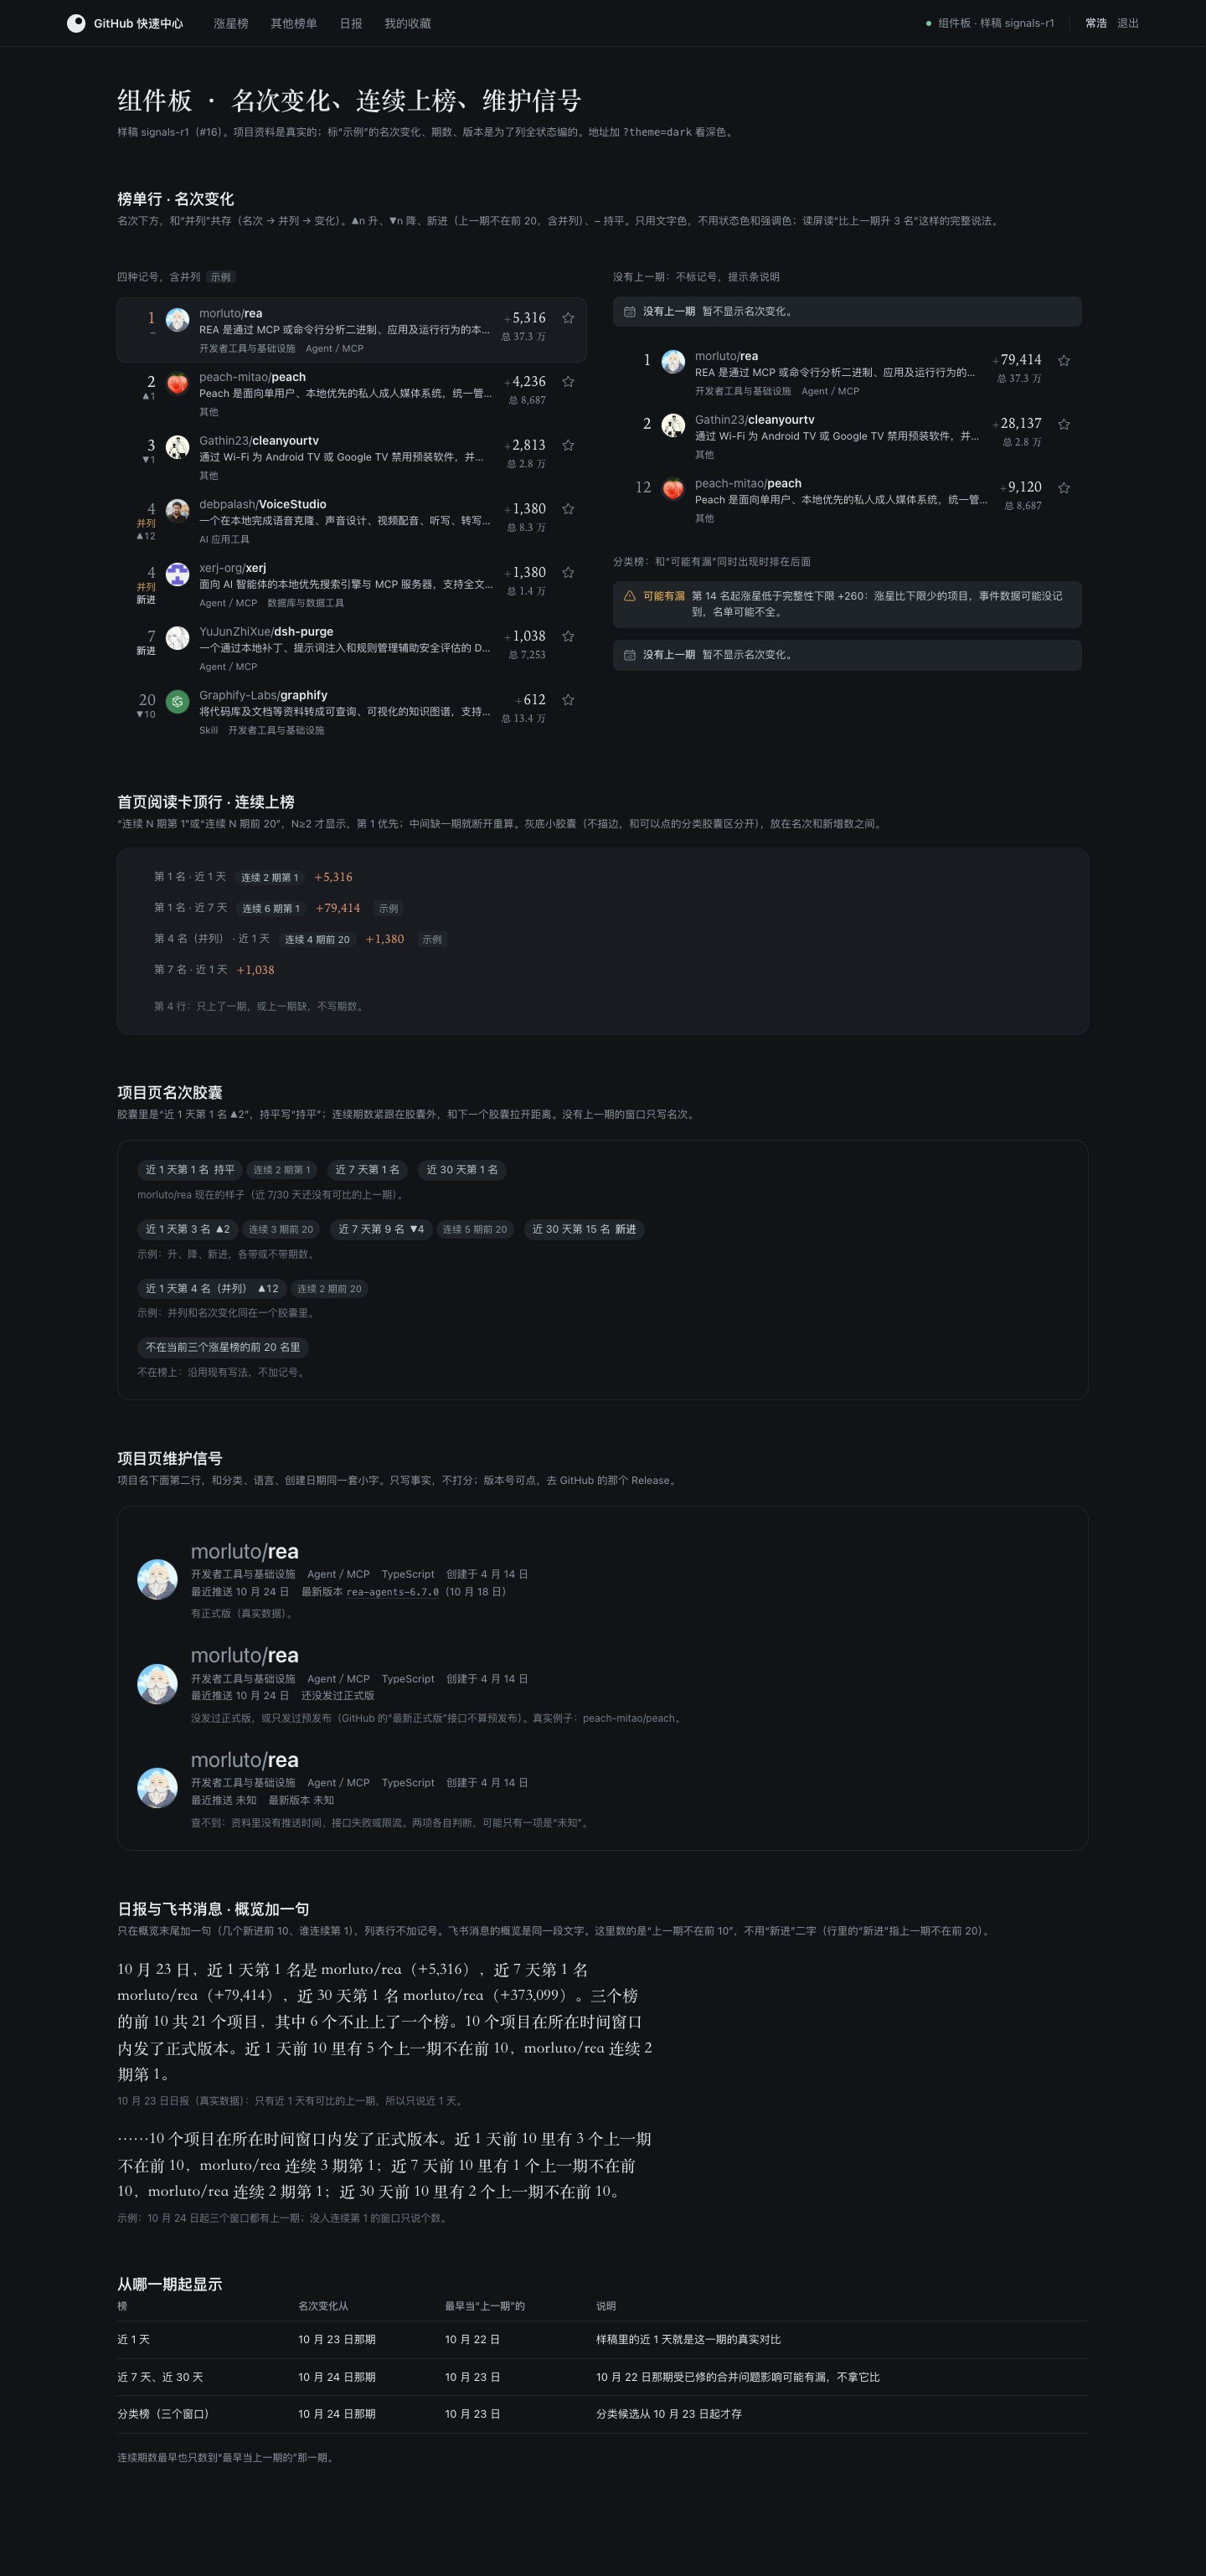 GitHub 快速中心 涨星榜 其他榜单 日报 我的收藏 组件板 · 样稿 signals-r1 常浩 退出
组件板 · 名次变化、连续上榜、维护信号
样稿 signals-r1（#16）。项目资料是真实的；标“示例”的名次变化、期数、版本是为了列全状态编的。地址加 ?theme=dark 看深色。
榜单行 · 名次变化
名次下方，和“并列”共存（名次 → 并列 → 变化）。▲n 升、▼n 降、新进（上一期不在前 20，含并列）、– 持平。只用文字色，不用状态色和强调色；读屏读“比上一期升 3 名”这样的完整说法。
四种记号，含并列 示例
1 morluto/rea +5,316
– REA 是通过 MCP 或命令行分析二进制、应用及运行行为的本… 总 37.3 万
开发者工具与基础设施 Agent / MCP
2 peach-mitao/peach +4,236
▲1 Peach 是面向单用户、本地优先的私人成人媒体系统，统一管… 总 8,687
其他
3 Gathin23/cleanyourtv +2,813
▼1 通过 Wi-Fi 为 Android TV 或 Google TV 禁用预装软件，并… 总 2.8 万
其他
4 debpalash/VoiceStudio +1,380
并列 一个在本地完成语音克隆、声音设计、视频配音、听写、转写… 总 8.3 万
▲12 AI 应用工具
4 xerj-org/xerj +1,380
并列 面向 AI 智能体的本地优先搜索引擎与 MCP 服务器，支持全文… 总 1.4 万
新进 Agent / MCP 数据库与数据工具
7 YuJunZhiXue/dsh-purge +1,038
新进 一个通过本地补丁、提示词注入和规则管理辅助安全评估的 D… 总 7,253
Agent / MCP
20 Graphify-Labs/graphify +612
▼10 将代码库及文档等资料转成可查询、可视化的知识图谱，支持… 总 13.4 万
Skill 开发者工具与基础设施
没有上一期：不标记号，提示条说明
没有上一期 暂不显示名次变化。
1 morluto/rea +79,414
REA 是通过 MCP 或命令行分析二进制、应用及运行行为的… 总 37.3 万
开发者工具与基础设施 Agent / MCP
2 Gathin23/cleanyourtv +28,137
通过 Wi-Fi 为 Android TV 或 Google TV 禁用预装软件，并… 总 2.8 万
其他
12 peach-mitao/peach +9,120
Peach 是面向单用户、本地优先的私人成人媒体系统，统一管… 总 8,687
其他
分类榜：和“可能有漏”同时出现时排在后面
可能有漏 第 14 名起涨星低于完整性下限 +260：涨星比下限少的项目，事件数据可能没记
到，名单可能不全。
没有上一期 暂不显示名次变化。
首页阅读卡顶行 · 连续上榜
“连续 N 期第 1”或“连续 N 期前 20”，N≥2 才显示，第 1 优先；中间缺一期就断开重算。灰底小胶囊（不描边，和可以点的分类胶囊区分开），放在名次和新增数之间。
第 1 名 · 近 1 天 连续 2 期第 1 +5,316
第 1 名 · 近 7 天 连续 6 期第 1 +79,414 示例
第 4 名（并列） · 近 1 天 连续 4 期前 20 +1,380 示例
第 7 名 · 近 1 天 +1,038
第 4 行：只上了一期，或上一期缺，不写期数。
项目页名次胶囊
胶囊里是“近 1 天第 1 名 ▲2”，持平写“持平”；连续期数紧跟在胶囊外，和下一个胶囊拉开距离。没有上一期的窗口只写名次。
近 1 天第 1 名 持平 连续 2 期第 1 近 7 天第 1 名 近 30 天第 1 名
morluto/rea 现在的样子（近 7/30 天还没有可比的上一期）。
近 1 天第 3 名 ▲2 连续 3 期前 20 近 7 天第 9 名 ▼4 连续 5 期前 20 近 30 天第 15 名 新进
示例：升、降、新进，各带或不带期数。
近 1 天第 4 名（并列） ▲12 连续 2 期前 20
示例：并列和名次变化同在一个胶囊里。
不在当前三个涨星榜的前 20 名里
不在榜上：沿用现有写法，不加记号。
项目页维护信号
项目名下面第二行，和分类、语言、创建日期同一套小字。只写事实，不打分；版本号可点，去 GitHub 的那个 Release。
morluto/rea
开发者工具与基础设施 Agent / MCP TypeScript 创建于 4 月 14 日
最近推送 10 月 24 日 最新版本 rea-agents-6.7.0（10 月 18 日）
有正式版（真实数据）。
morluto/rea
开发者工具与基础设施 Agent / MCP TypeScript 创建于 4 月 14 日
最近推送 10 月 24 日 还没发过正式版
没发过正式版，或只发过预发布（GitHub 的“最新正式版”接口不算预发布）。真实例子：peach-mitao/peach。
morluto/rea
开发者工具与基础设施 Agent / MCP TypeScript 创建于 4 月 14 日
最近推送 未知 最新版本 未知
查不到：资料里没有推送时间、接口失败或限流。两项各自判断，可能只有一项是“未知”。
日报与飞书消息 · 概览加一句
只在概览末尾加一句（几个新进前 10、谁连续第 1），列表行不加记号。飞书消息的概览是同一段文字。这里数的是“上一期不在前 10”，不用“新进”二字（行里的“新进”指上一期不在前 20）。
10 月 23 日，近 1 天第 1 名是 morluto/rea（+5,316），近 7 天第 1 名
morluto/rea（+79,414），近 30 天第 1 名 morluto/rea（+373,099）。三个榜
的前 10 共 21 个项目，其中 6 个不止上了一个榜。10 个项目在所在时间窗口
内发了正式版本。近 1 天前 10 里有 5 个上一期不在前 10，morluto/rea 连续 2
期第 1。
10 月 23 日日报（真实数据）：只有近 1 天有可比的上一期，所以只说近 1 天。
……10 个项目在所在时间窗口内发了正式版本。近 1 天前 10 里有 3 个上一期
不在前 10，morluto/rea 连续 3 期第 1；近 7 天前 10 里有 1 个上一期不在前
10，morluto/rea 连续 2 期第 1；近 30 天前 10 里有 2 个上一期不在前 10。
示例：10 月 24 日起三个窗口都有上一期；没人连续第 1 的窗口只说个数。
从哪一期起显示
榜 名次变化从 最早当“上一期”的 说明
近 1 天 10 月 23 日那期 10 月 22 日 样稿里的近 1 天就是这一期的真实对比
近 7 天、近 30 天 10 月 24 日那期 10 月 23 日 10 月 22 日那期受已修的合并问题影响可能有漏，不拿它比
分类榜（三个窗口） 10 月 24 日那期 10 月 23 日 分类候选从 10 月 23 日起才存
连续期数最早也只数到“最早当上一期的”那一期。